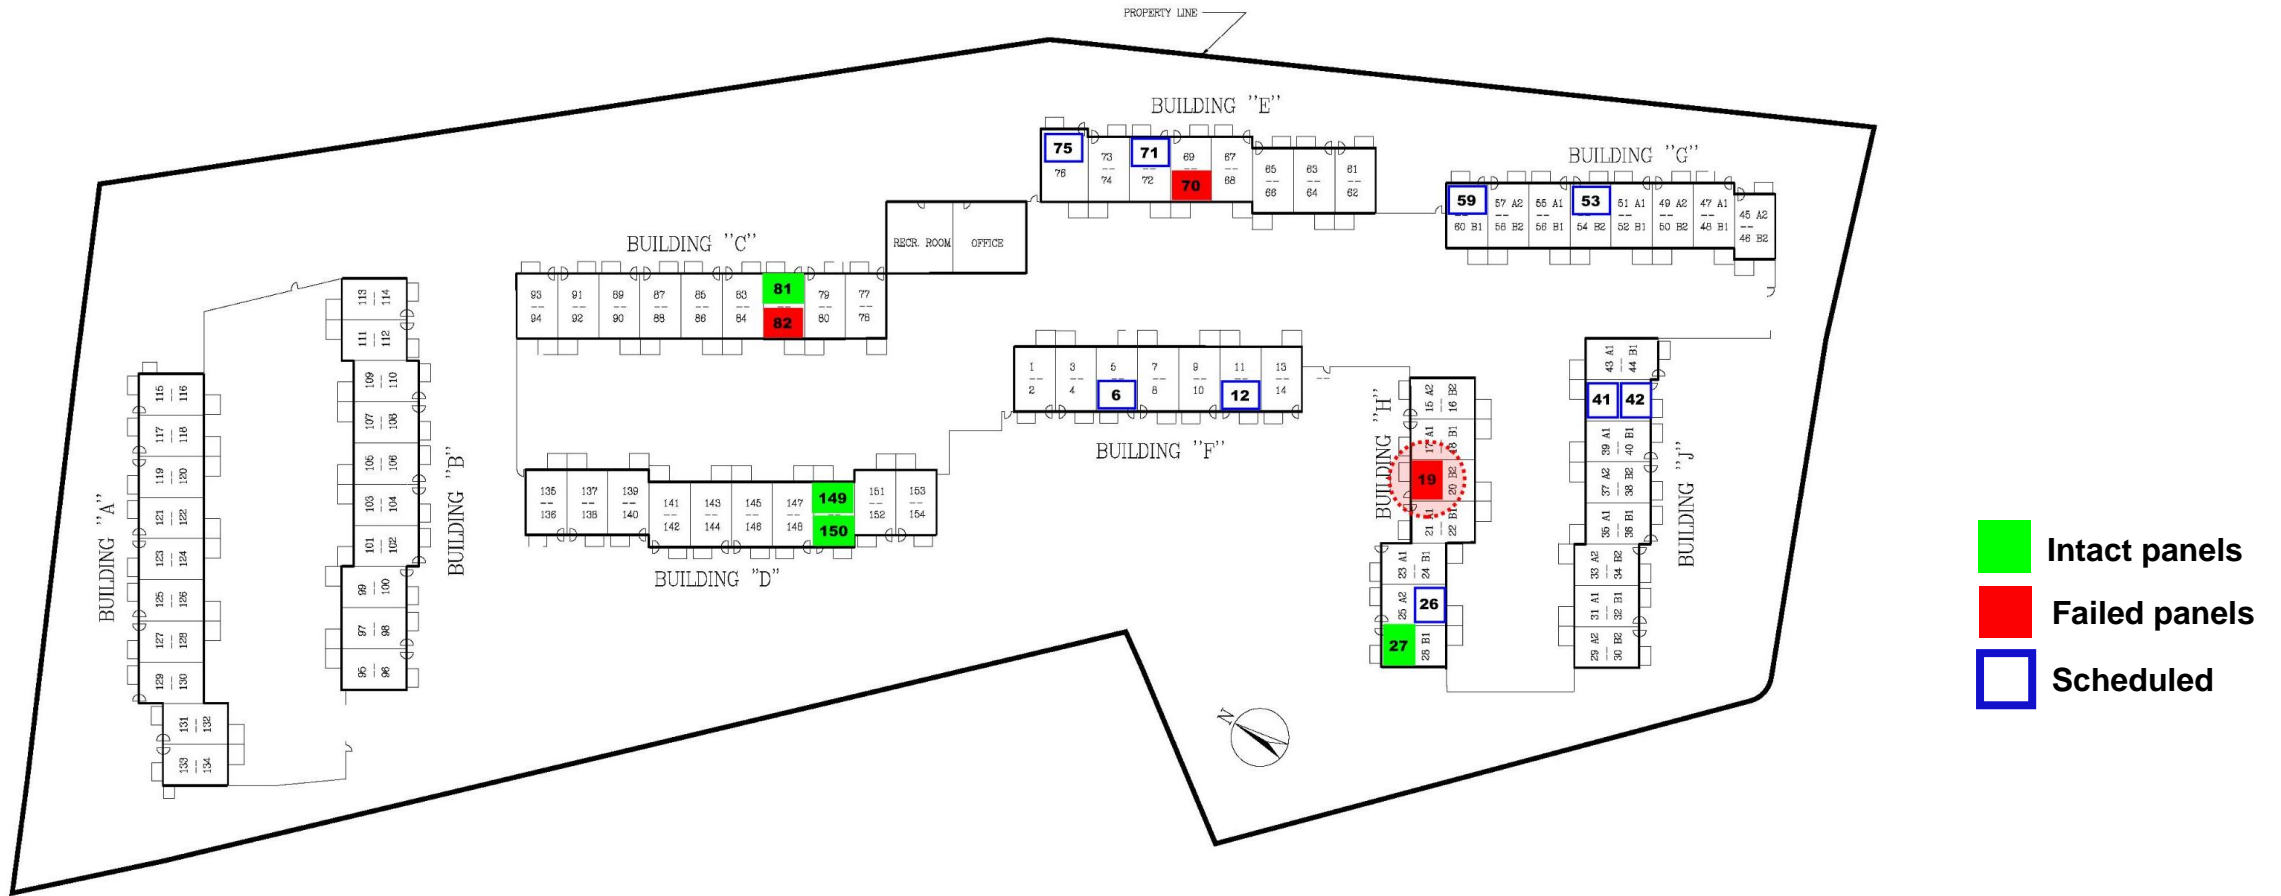 PROPERTY LINE
BUILDING "E"
75
76
73
74
71
72
69
70
67
68
65
66
63
64
61
62
BUILDING "G"
59
60 B1
57 A2
58 B2
55 A1
56 B1
53
54 B2
51 A1
52 B1
49 A2
50 B2
47 A1
48 B1
45 A2
46 B2
RECR. ROOM
OFFICE
BUILDING "C"
93
94
91
92
89
90
87
88
85
86
83
84
81
82
79
80
77
78
BUILDING "B"
113
114
111
112
109
110
107
108
105
106
103
104
101
102
99
100
97
98
95
96
BUILDING "A"
115
116
117
118
119
120
121
122
123
124
125
126
127
128
129
130
131
132
133
134
BUILDING "D"
135
136
137
138
139
140
141
142
143
144
145
146
147
148
149
150
151
152
153
154
BUILDING "F"
1
2
3
4
5
6
7
8
9
10
11
12
13
14
BUILDING "H"
15 A2
16 B2
17 A1
18 B1
19
20 B2
21 A1
22 B1
23 A1
24 B1
25 A2
26
27
28 B1
BUILDING "J"
43 A1
44 B1
41
42
39 A1
40 B1
37 A2
38 B2
35 A1
36 B1
33 A2
34 B2
31 A1
32 B1
29 A2
30 B2
N
Intact panels
Failed panels
Scheduled